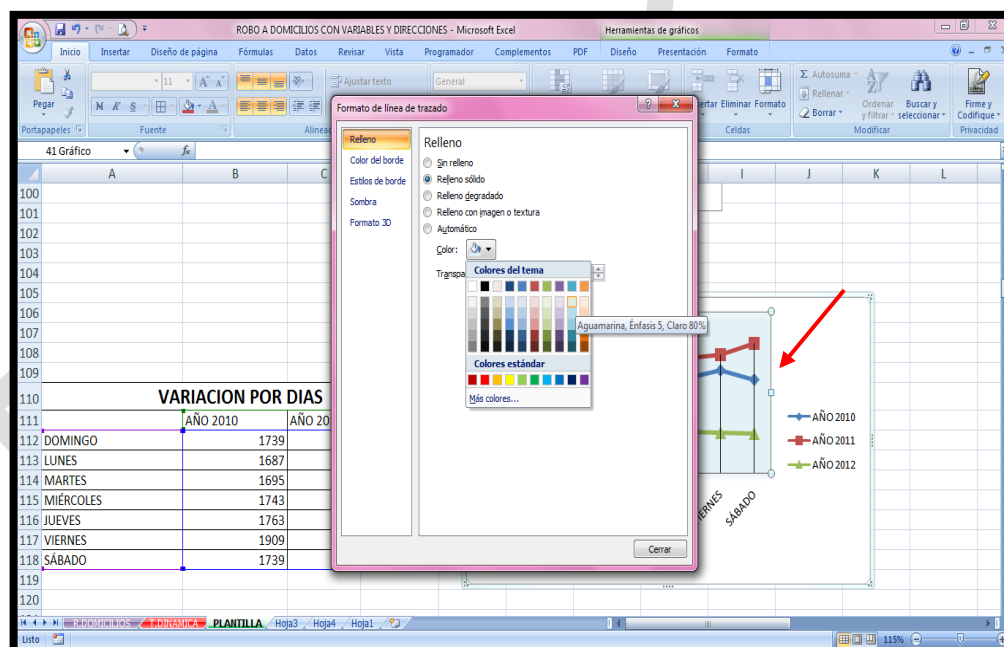 ROBO A DOMICILIOS CON VARIABLES Y DIRECCIONES - Microsoft Excel
Herramientas de gráficos
Inicio Insertar Diseño de página Fórmulas Datos Revisar Vista Programador Complementos PDF Diseño Presentación Formato
Pegar
11
N K S
Ajustar texto
General
Eliminar Formato
Σ Autosuma
Rellenar
Borrar
Ordenar y filtrar
Buscar y seleccionar
Firme y Codifique
Portapapeles Fuente Celdas Modificar Privacidad
41 Gráfico
fx
A B C I J K L
Formato de línea de trazado
Relleno
Color del borde
Estilos de borde
Sombra
Formato 3D
Relleno
Sin relleno
Relleno sólido
Relleno degradado
Relleno con imagen o textura
Automático
Color:
Colores del tema
Aguamarina, Énfasis 5, Claro 80%
Colores estándar
Más colores...
Cerrar
100
101
102
103
104
105
106
107
108
109
110 VARIACION POR DIAS
111 AÑO 2010 AÑO 20
112 DOMINGO 1739
113 LUNES 1687
114 MARTES 1695
115 MIÉRCOLES 1743
116 JUEVES 1763
117 VIERNES 1909
118 SÁBADO 1739
119
120
AÑO 2010
AÑO 2011
AÑO 2012
SÁBADO
R.DOMICILIOS T.DINAMICA PLANTILLA Hoja3 Hoja4 Hoja1
Listo
115%